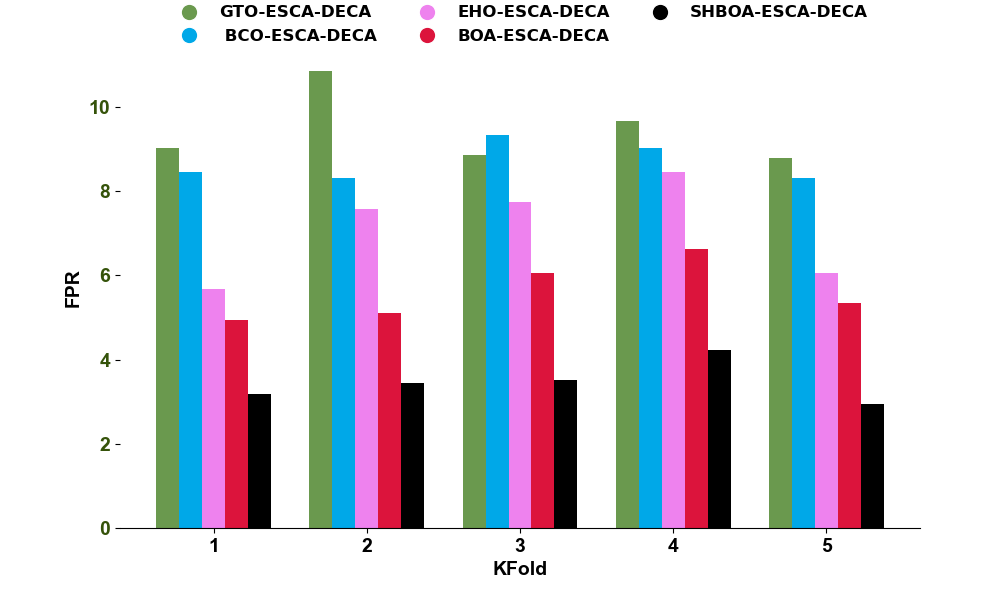 GTO-ESCA-DECA EHO-ESCA-DECA SHBOA-ESCA-DECA
BCO-ESCA-DECA BOA-ESCA-DECA
10
8
6
4
2
0
FPR
1 2 3 4 5
KFold